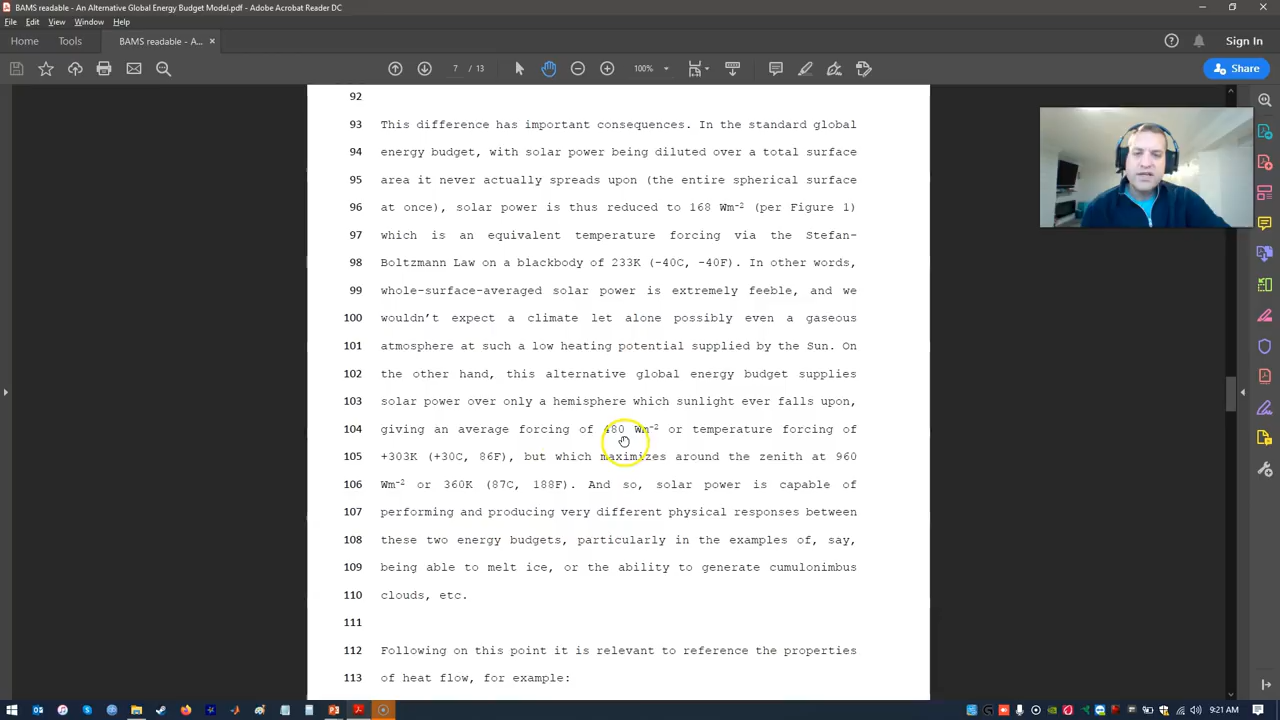 BAMS readable - An Alternative Global Energy Budget Model.pdf - Adobe Acrobat Reader DC
File Edit View Window Help
Home Tools BAMS readable - A... × Sign In
7 / 13 100% Share
92
93 This difference has important consequences. In the standard global
94 energy budget, with solar power being diluted over a total surface
95 area it never actually spreads upon (the entire spherical surface
96 at once), solar power is thus reduced to 168 Wm⁻² (per Figure 1)
97 which is an equivalent temperature forcing via the Stefan-
98 Boltzmann Law on a blackbody of 233K (-40C, -40F). In other words,
99 whole-surface-averaged solar power is extremely feeble, and we
100 wouldn't expect a climate let alone possibly even a gaseous
101 atmosphere at such a low heating potential supplied by the Sun. On
102 the other hand, this alternative global energy budget supplies
103 solar power over only a hemisphere which sunlight ever falls upon,
104 giving an average forcing of 480 Wm⁻² or temperature forcing of
105 +303K (+30C, 86F), but which maximizes around the zenith at 960
106 Wm⁻² or 360K (87C, 188F). And so, solar power is capable of
107 performing and producing very different physical responses between
108 these two energy budgets, particularly in the examples of, say,
109 being able to melt ice, or the ability to generate cumulonimbus
110 clouds, etc.
111
112 Following on this point it is relevant to reference the properties
113 of heat flow, for example:
9:21 AM